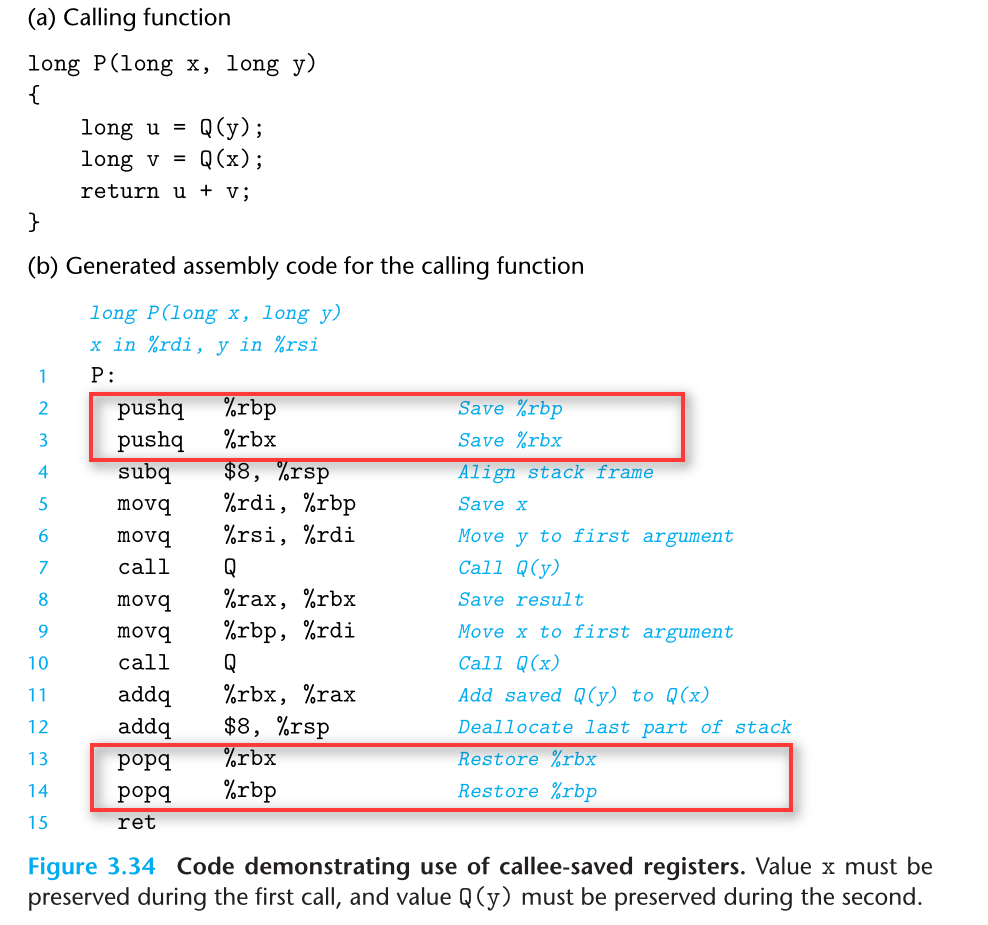 (a) Calling function
long P(long x, long y)
{
    long u = Q(y);
    long v = Q(x);
    return u + v;
}
(b) Generated assembly code for the calling function
long P(long x, long y)
x in %rdi, y in %rsi
1 P:
2 pushq %rbp Save %rbp
3 pushq %rbx Save %rbx
4 subq $8, %rsp Align stack frame
5 movq %rdi, %rbp Save x
6 movq %rsi, %rdi Move y to first argument
7 call Q Call Q(y)
8 movq %rax, %rbx Save result
9 movq %rbp, %rdi Move x to first argument
10 call Q Call Q(x)
11 addq %rbx, %rax Add saved Q(y) to Q(x)
12 addq $8, %rsp Deallocate last part of stack
13 popq %rbx Restore %rbx
14 popq %rbp Restore %rbp
15 ret
Figure 3.34 Code demonstrating use of callee-saved registers. Value x must be
preserved during the first call, and value Q(y) must be preserved during the second.